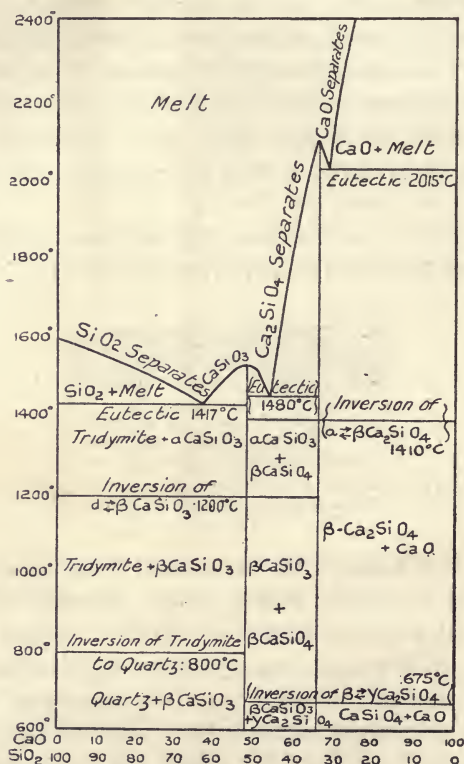 2400°
2200°
2000°
1800°
1600°
1400°
1200°
1000°
800°
600°
Melt
SiO2 Separates
CaSiO3
Ca2SiO4 Separates
CaO Separates
CaO + Melt
Eutectic 2015°C
SiO2 + Melt
Eutectic 1417°C
Eutectic
1480°C
Inversion of
α⇄βCa2SiO4
1410°C
Tridymite + αCaSiO3
αCaSiO3
+
βCaSiO4
Inversion of
α⇄β CaSiO3·1200°C
β-Ca2SiO4
+ CaO
Tridymite + βCaSiO3
βCaSiO3
+
βCaSiO4
Inversion of Tridymite
to Quartz: 800°C
Quartz + βCaSiO3
:675°C
Inversion of β⇄γCa2SiO4
βCaSiO3
+γCa2SiO4
CaSiO4 + CaO
CaO 0 10 20 30 40 50 60 70 80 90 100
SiO2 100 90 80 70 60 50 40 30 20 10 0